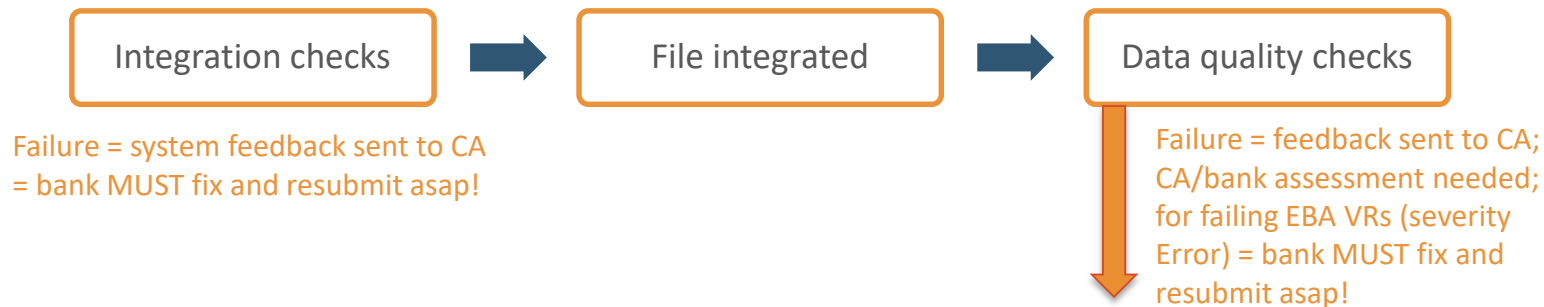 Integration checks
File integrated
Data quality checks
Failure = system feedback sent to CA
= bank MUST fix and resubmit asap!
Failure = feedback sent to CA;
CA/bank assessment needed;
for failing EBA VRs (severity
Error) = bank MUST fix and
resubmit asap!